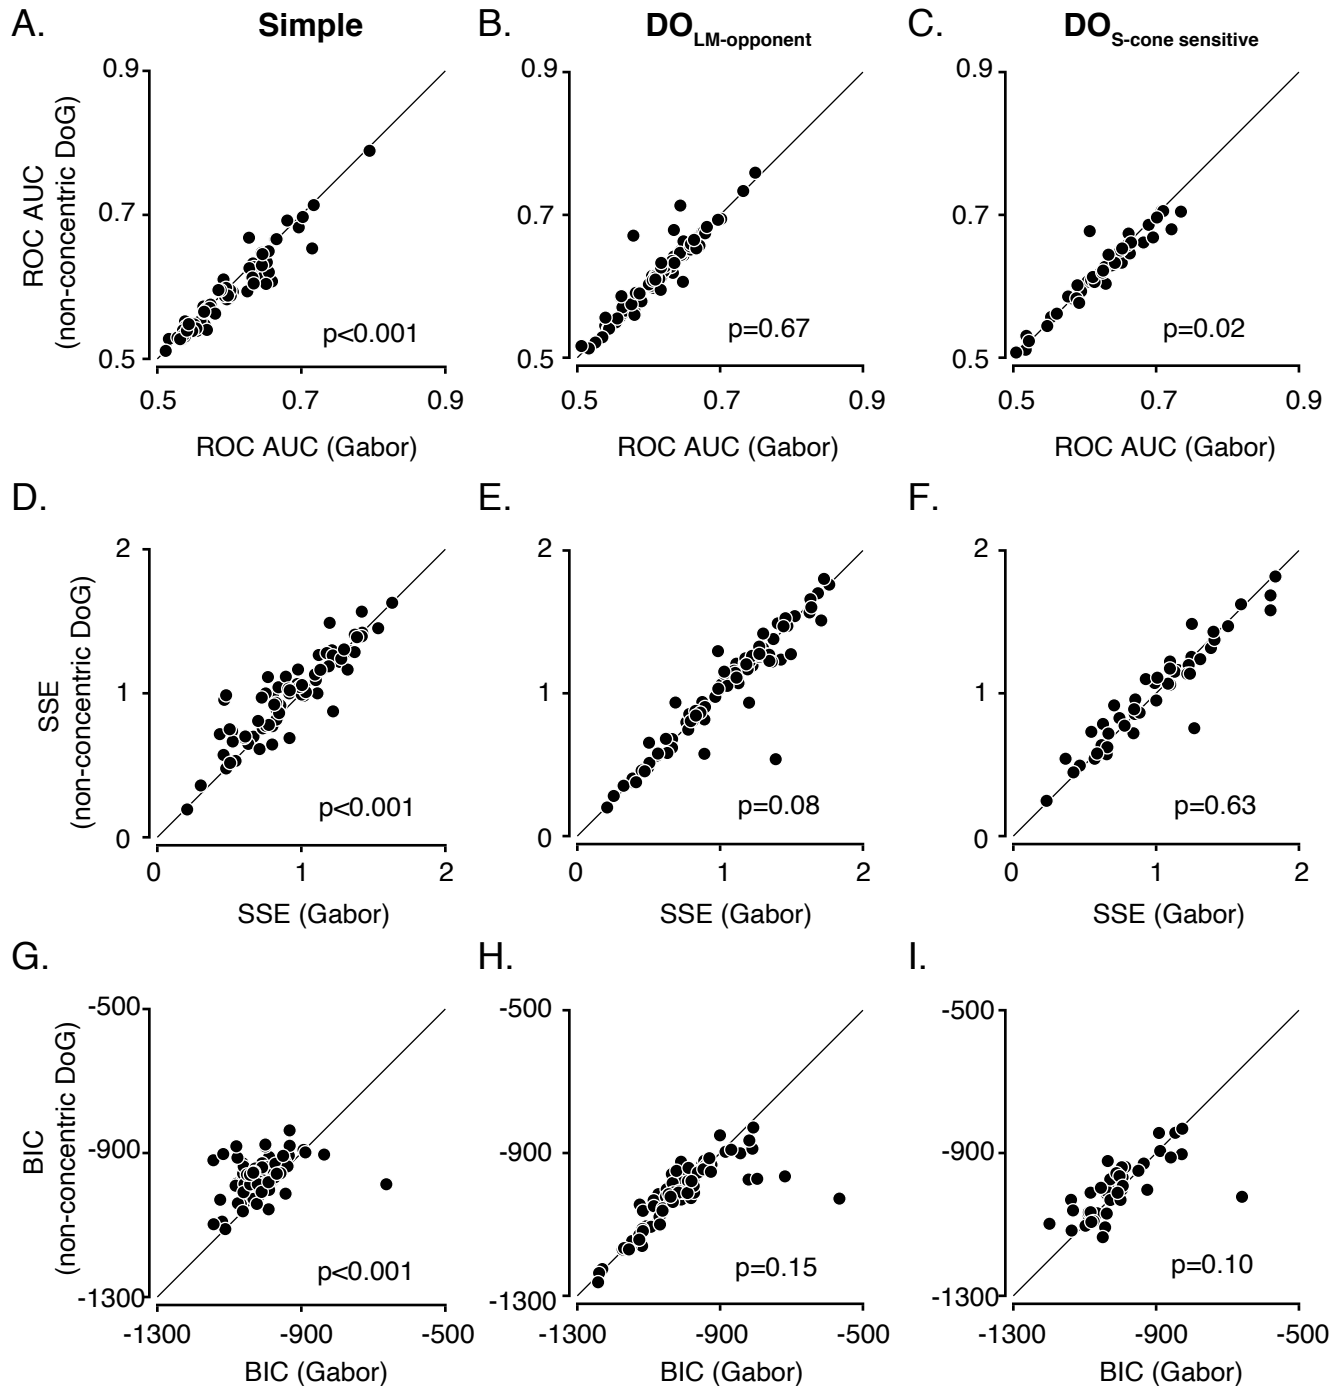 A. Simple B. DO LM-opponent C. DO S-cone sensitive
0.9 0.9 0.9
ROC AUC
(non-concentric DoG)
0.7 0.7 0.7
p<0.001 p=0.67 p=0.02
0.5 0.5 0.5
0.5 0.7 0.9 0.5 0.7 0.9 0.5 0.7 0.9
ROC AUC (Gabor) ROC AUC (Gabor) ROC AUC (Gabor)
D. E. F.
2 2 2
SSE
(non-concentric DoG)
1 1 1
p<0.001 p=0.08 p=0.63
0 0 0
0 1 2 0 1 2 0 1 2
SSE (Gabor) SSE (Gabor) SSE (Gabor)
G. H. I.
-500 -500 -500
BIC
(non-concentric DoG)
-900 -900 -900
p<0.001 p=0.15 p=0.10
-1300 -1300 -1300
-1300 -900 -500 -1300 -900 -500 -1300 -900 -500
BIC (Gabor) BIC (Gabor) BIC (Gabor)